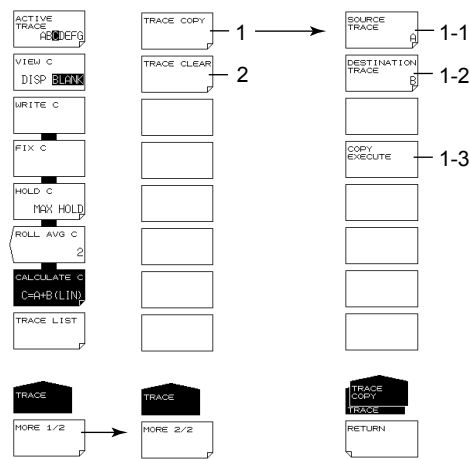 ACTIVE
TRACE
ABCDEFG
VIEW C
DISP BLANK
WRITE C
FIX C
HOLD C
MAX HOLD
ROLL AVG C
2
CALCULATE C
C=A+B(LIN)
TRACE LIST
TRACE
MORE 1/2
TRACE COPY
1
TRACE CLEAR
2
TRACE
MORE 2/2
SOURCE
TRACE
A
1-1
DESTINATION
TRACE
B
1-2
COPY
EXECUTE
1-3
TRACE
COPY
TRACE
RETURN